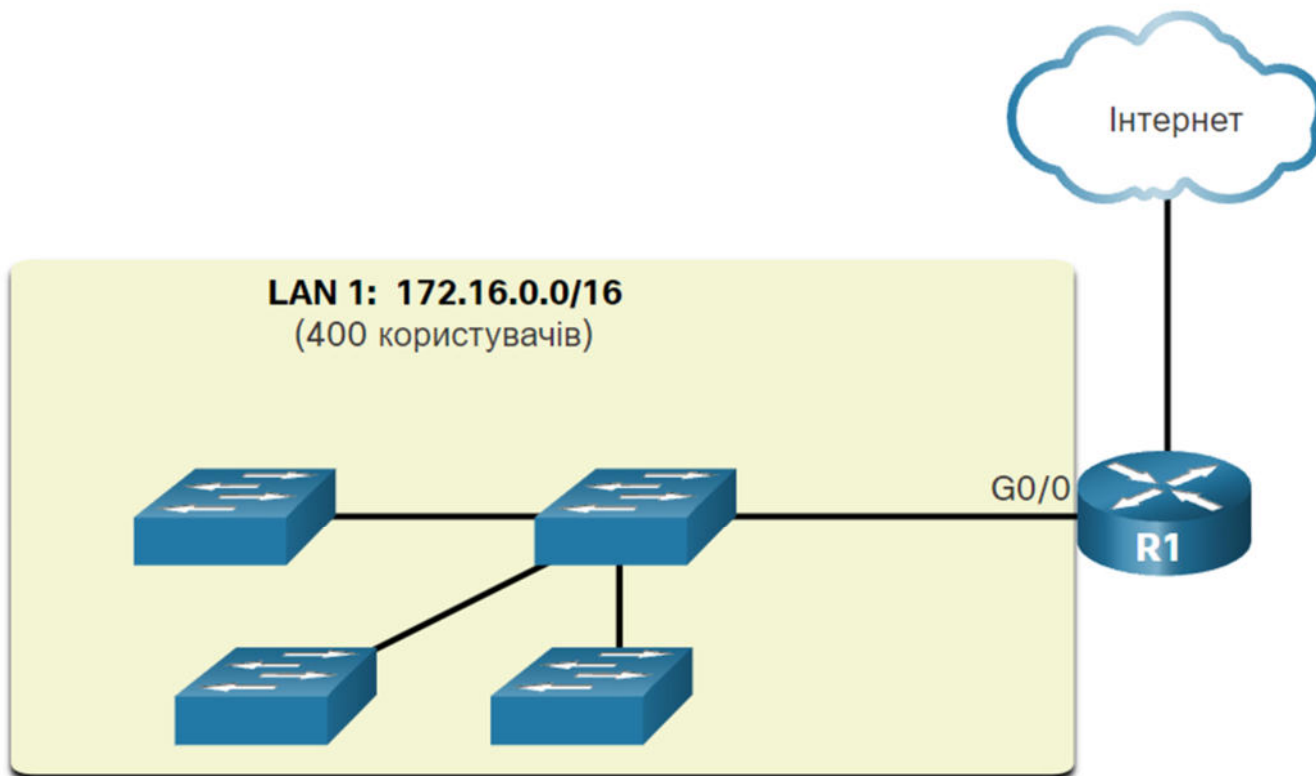 Інтернет
LAN 1: 172.16.0.0/16
(400 користувачів)
G0/0
R1